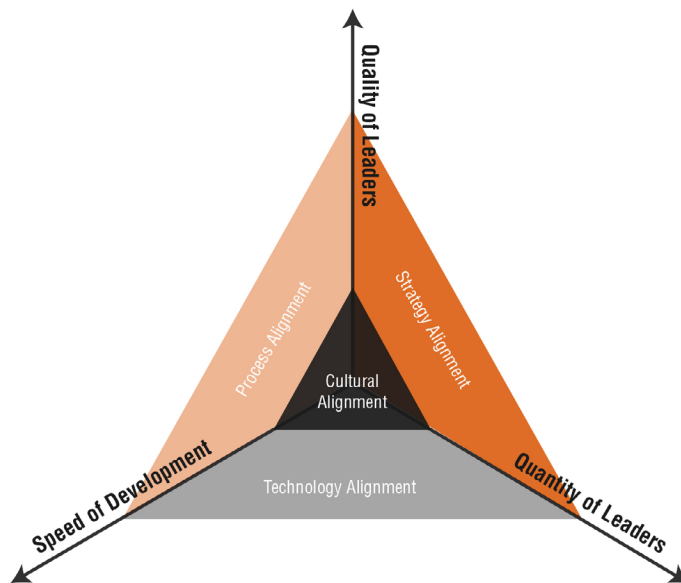 Quality of Leaders
Process Alignment
Strategy Alignment
Cultural
Alignment
Speed of Development
Technology Alignment
Quantity of Leaders